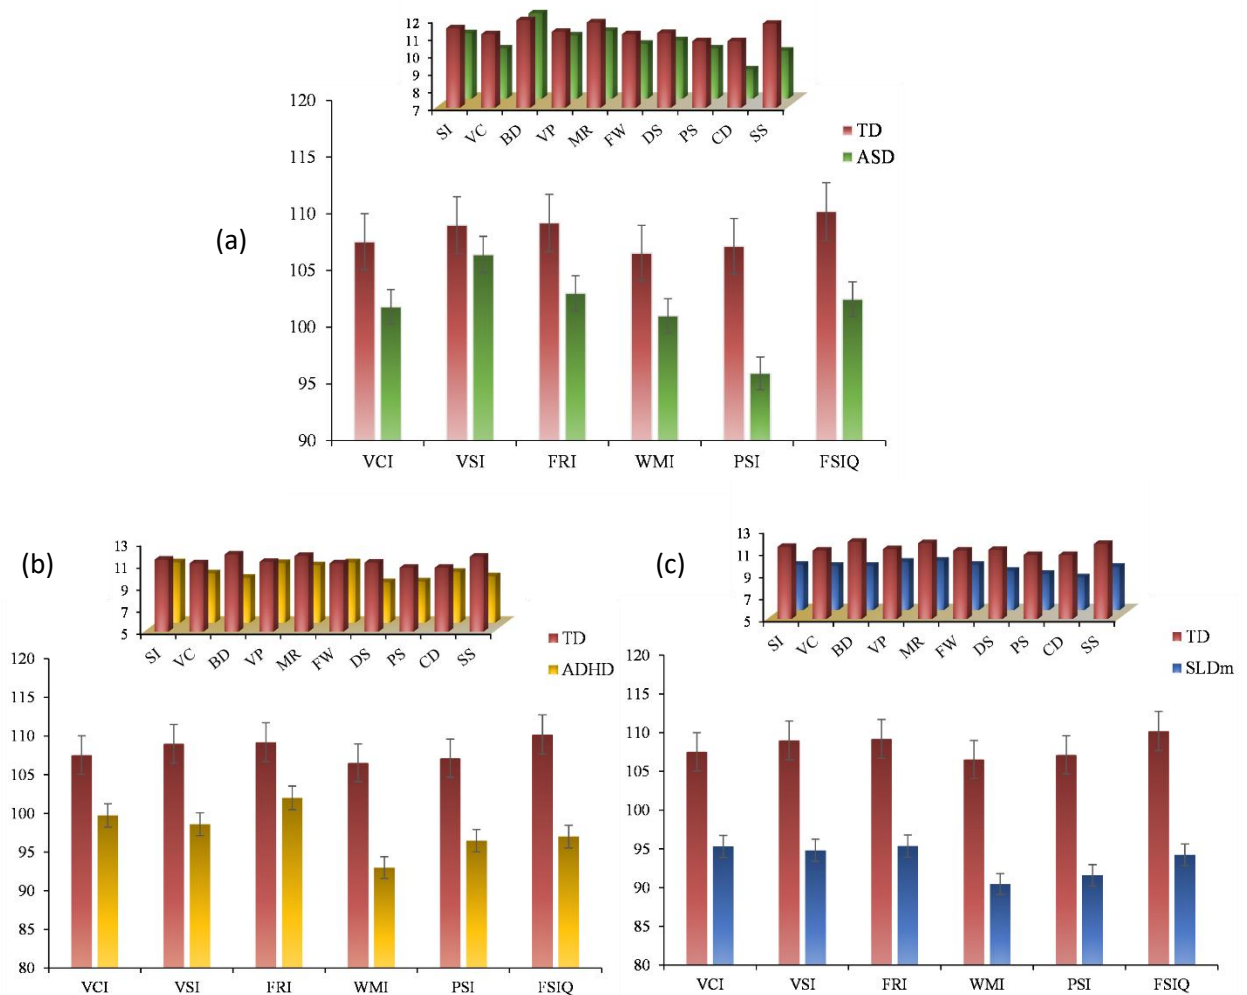 12
11
10
9
8
7
SI VC BD VP MR FW DS PS CD SS
120
115
110
105
100
95
90
TD
ASD
(a)
VCI VSI FRI WMI PSI FSIQ
(b)
13
11
9
7
5
SI VC BD VP MR FW DS PS CD SS
TD
ADHD
120
115
110
105
100
95
90
85
80
VCI VSI FRI WMI PSI FSIQ
(c)
13
11
9
7
5
SI VC BD VP MR FW DS PS CD SS
TD
SLDm
120
115
110
105
100
95
90
85
80
VCI VSI FRI WMI PSI FSIQ